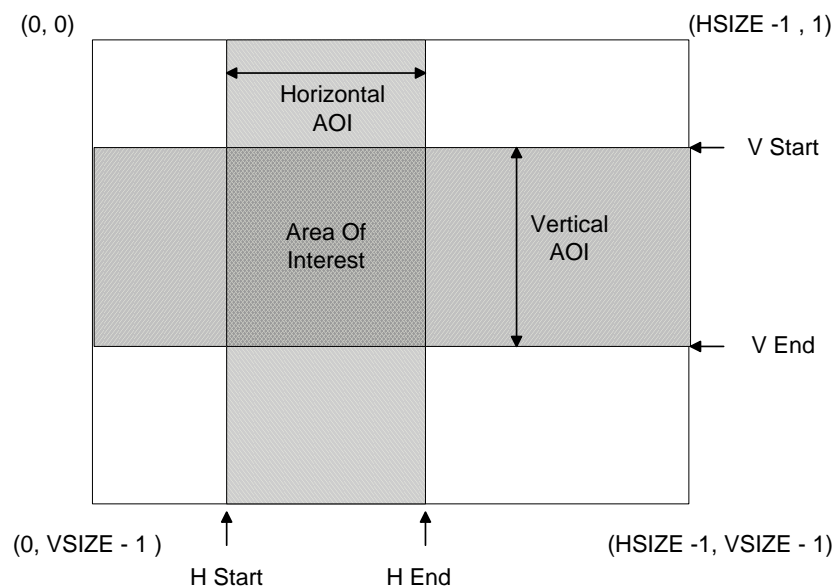 (0, 0)
(HSIZE -1 , 1)
Horizontal
AOI
V Start
Area Of
Interest
Vertical
AOI
V End
(0, VSIZE - 1 )
(HSIZE -1, VSIZE - 1)
H Start
H End